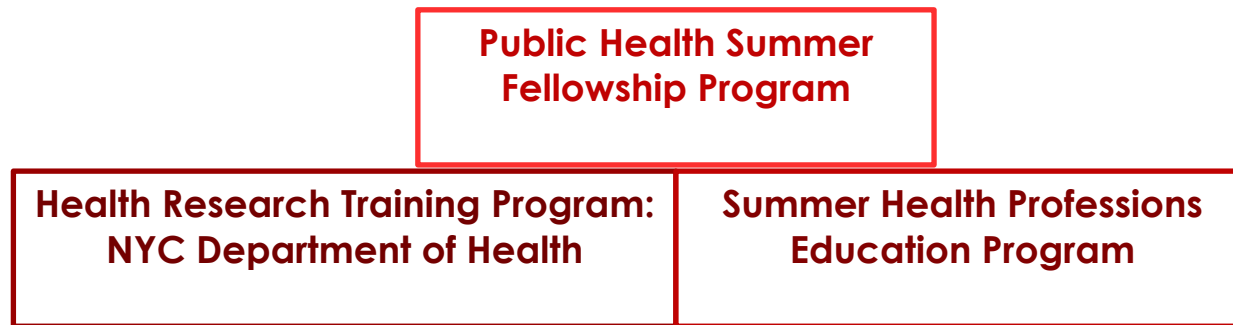 Public Health Summer
Fellowship Program
Health Research Training Program:
NYC Department of Health
Summer Health Professions
Education Program